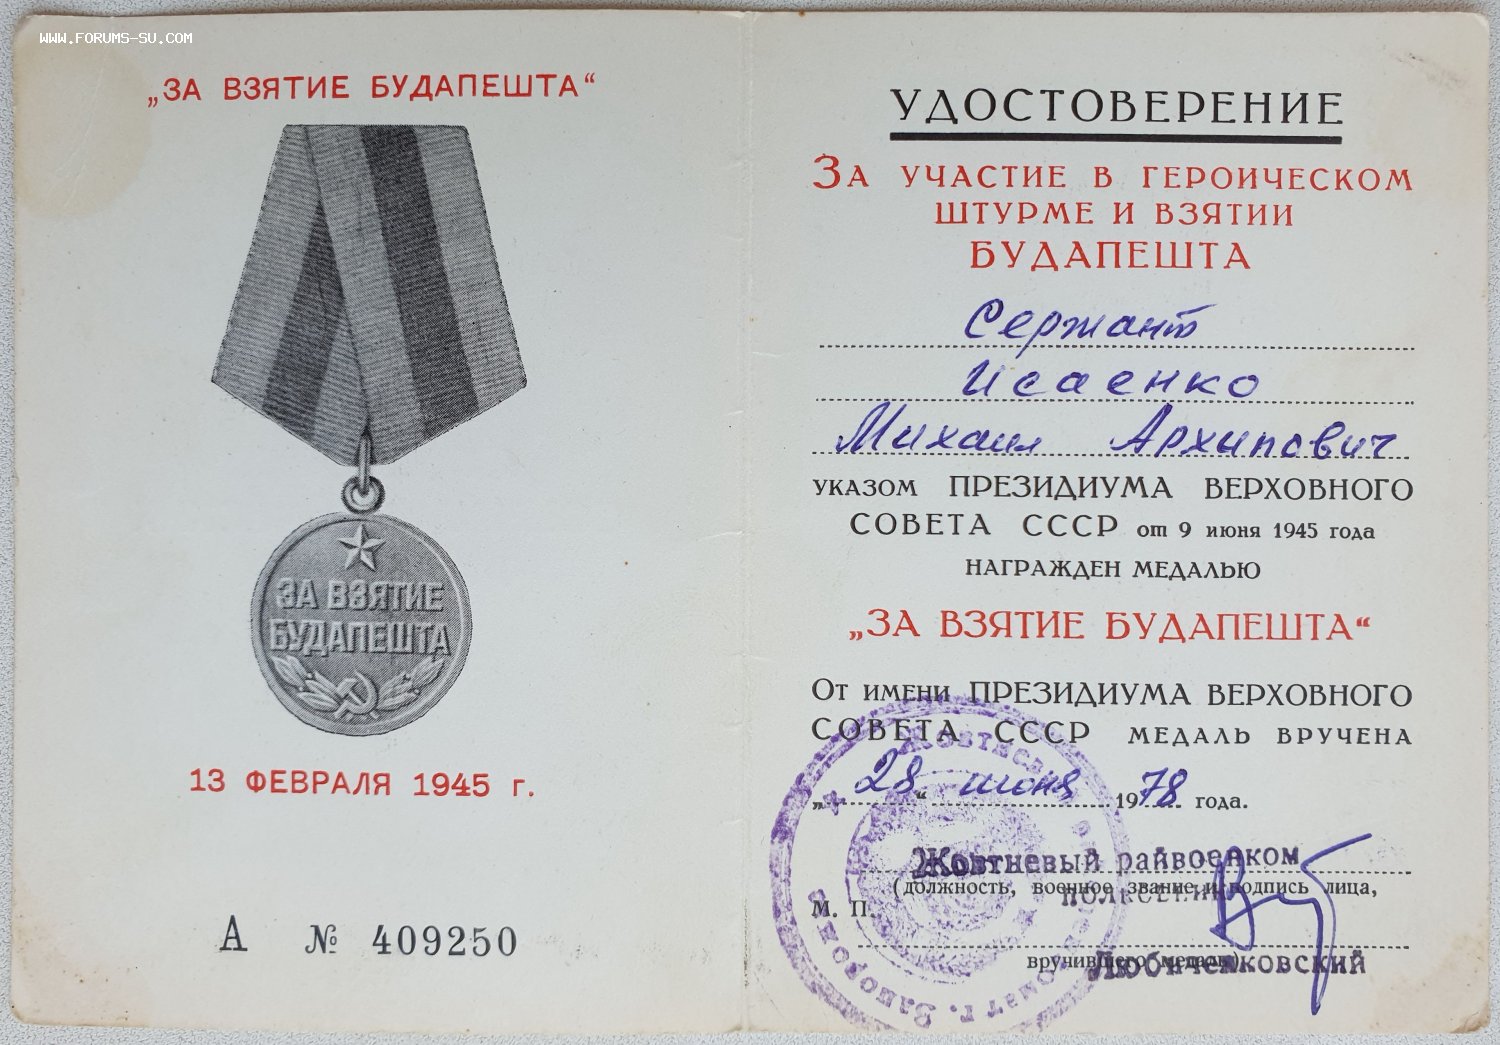 WWW.FORUMS-SU.COM
„ЗА ВЗЯТИЕ БУДАПЕШТА“
ЗА ВЗЯТИЕ
БУДАПЕШТА
13 ФЕВРАЛЯ 1945 г.
А № 409250
УДОСТОВЕРЕНИЕ
ЗА УЧАСТИЕ В ГЕРОИЧЕСКОМ
ШТУРМЕ И ВЗЯТИИ
БУДАПЕШТА
Сержант
Исаенко
Михаил Архипович
УКАЗОМ ПРЕЗИДИУМА ВЕРХОВНОГО
СОВЕТА СССР от 9 июня 1945 года
НАГРАЖДЕН МЕДАЛЬЮ
„ЗА ВЗЯТИЕ БУДАПЕШТА“
ОТ ИМЕНИ ПРЕЗИДИУМА ВЕРХОВНОГО
СОВЕТА СССР МЕДАЛЬ ВРУЧЕНА
„28“ июня 1978 года.
Жовтневый райвоенком
(должность, военное звание и подпись лица,
полковник
М. П.
вручившего медаль)
Любченковский